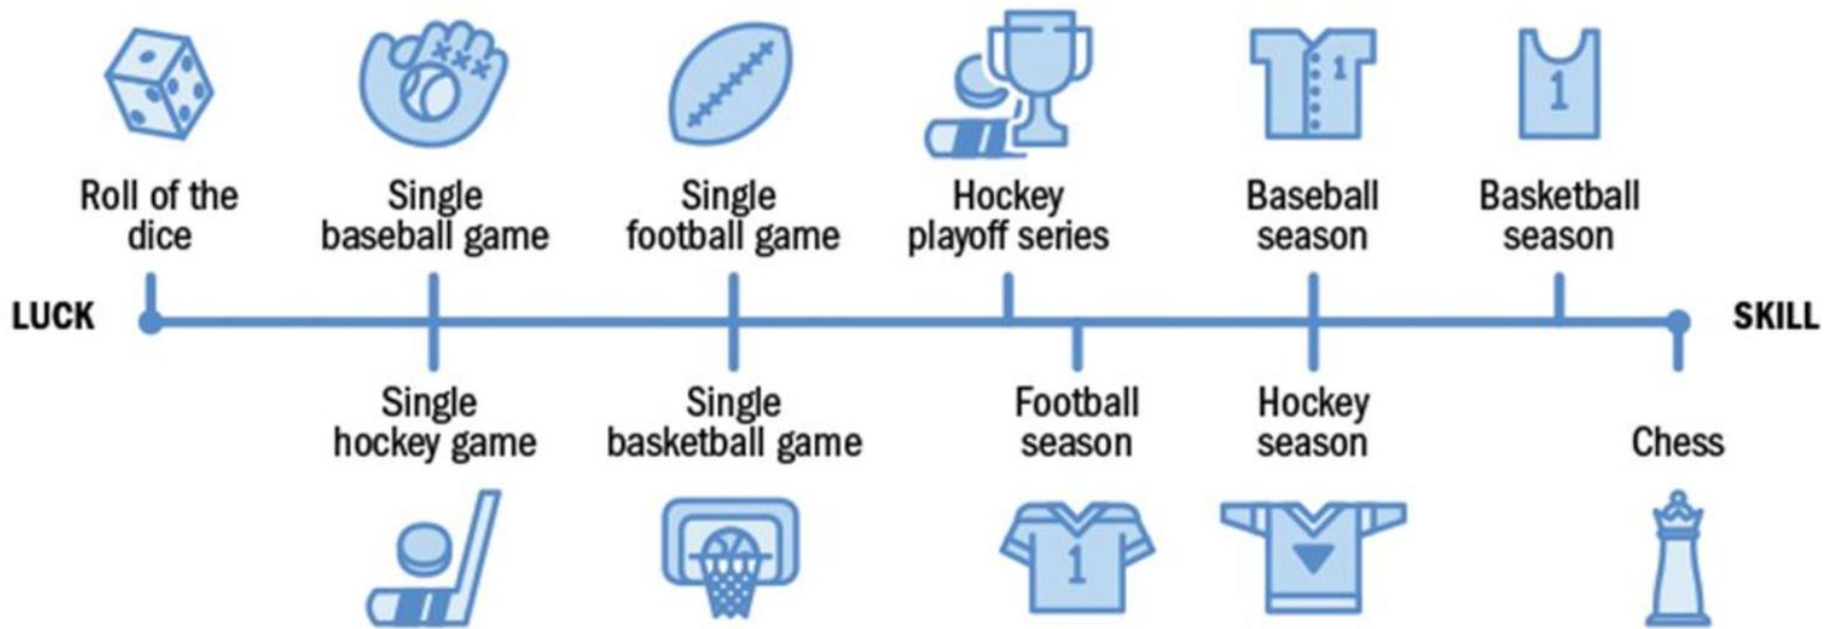 1
1
Roll of the
dice
Single
baseball game
Single
football game
Hockey
playoff series
Baseball
season
Basketball
season
LUCK
SKILL
Single
hockey game
Single
basketball game
Football
season
Hockey
season
Chess
1